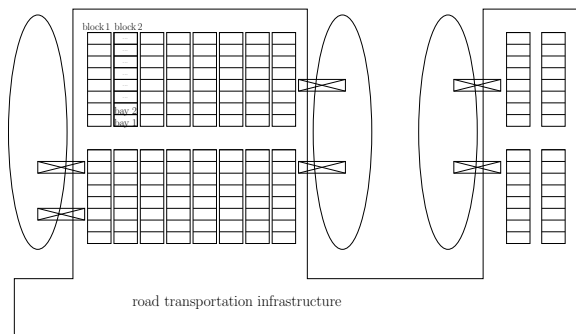 block 1 block 2
bay 2
bay 1
road transportation infrastructure